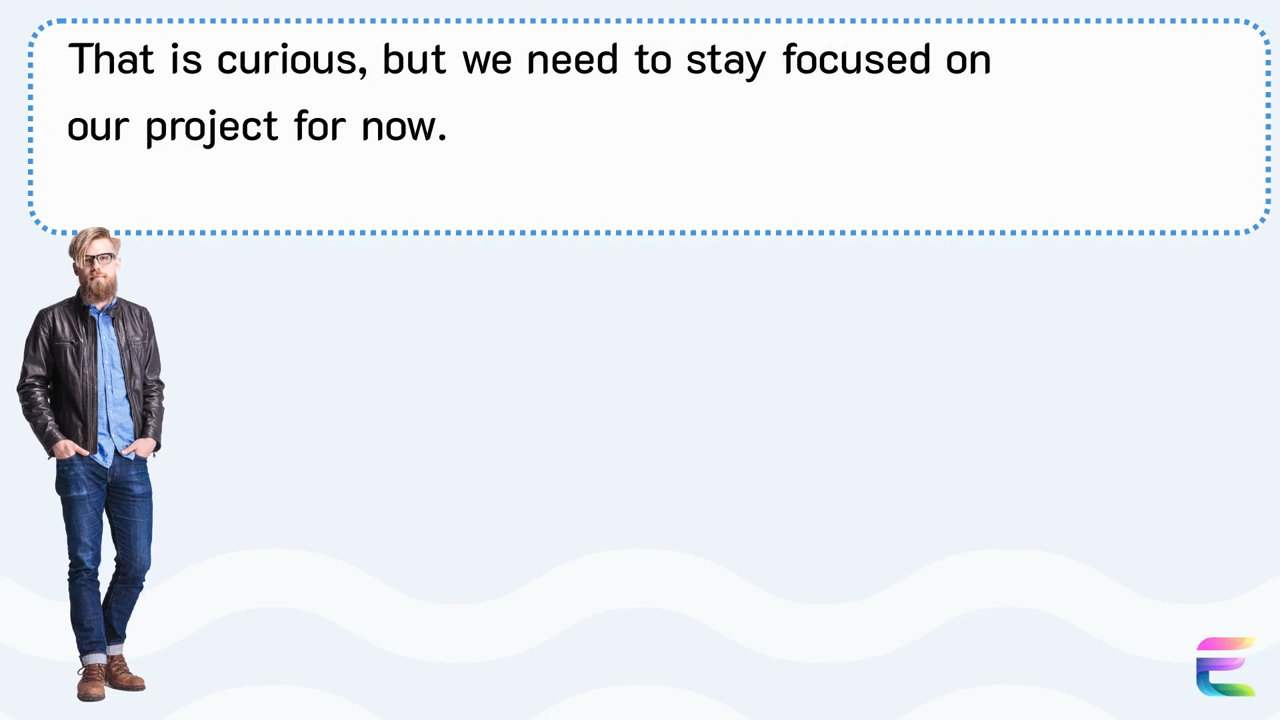 That is curious, but we need to stay focused on
our project for now.